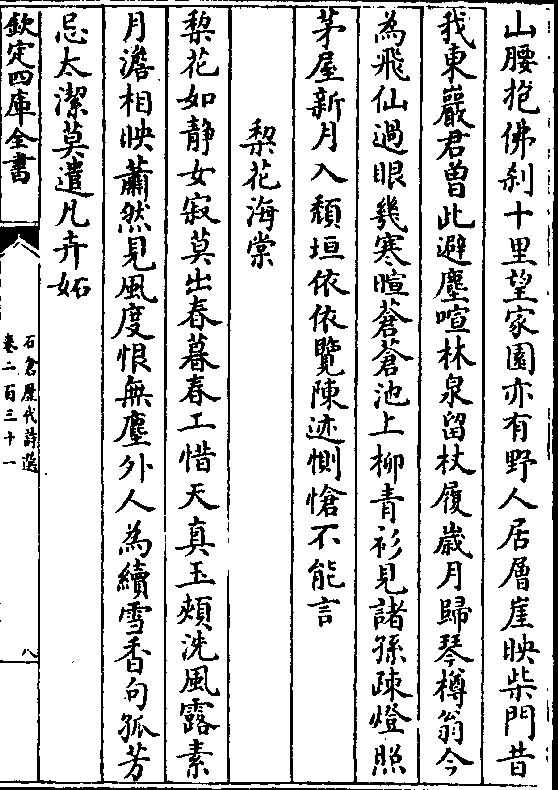 山腰抱佛刹十里望家園亦有野人居層崖映柴門昔
我東巖君曽此避塵喧林泉留杖屨歲月歸琴樽翁今
為飛仙過眼幾寒暄蒼蒼池上柳青衫見諸孫疎燈照
茅屋新月入頽垣依依覽陳迹惻愴不能言
梨花海棠
梨花如静女寂莫出春暮春工惜天真玉頰洗風露素
月澹相映蕭然見風度恨無塵外人為續雪香句孤芳
忌太潔莫遣凡卉妬
欽定四庫全書
石倉歷代詩選
卷二百三十一
八